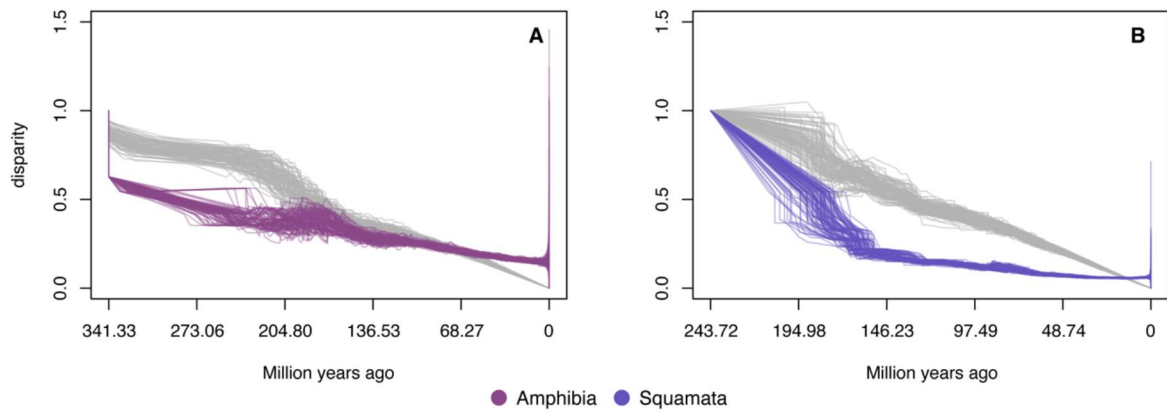 A
B
1.5
1.0
0.5
0.0
disparity
341.33 273.06 204.80 136.53 68.27 0
Million years ago
1.5
1.0
0.5
0.0
243.72 194.98 146.23 97.49 48.74 0
Million years ago
Amphibia Squamata